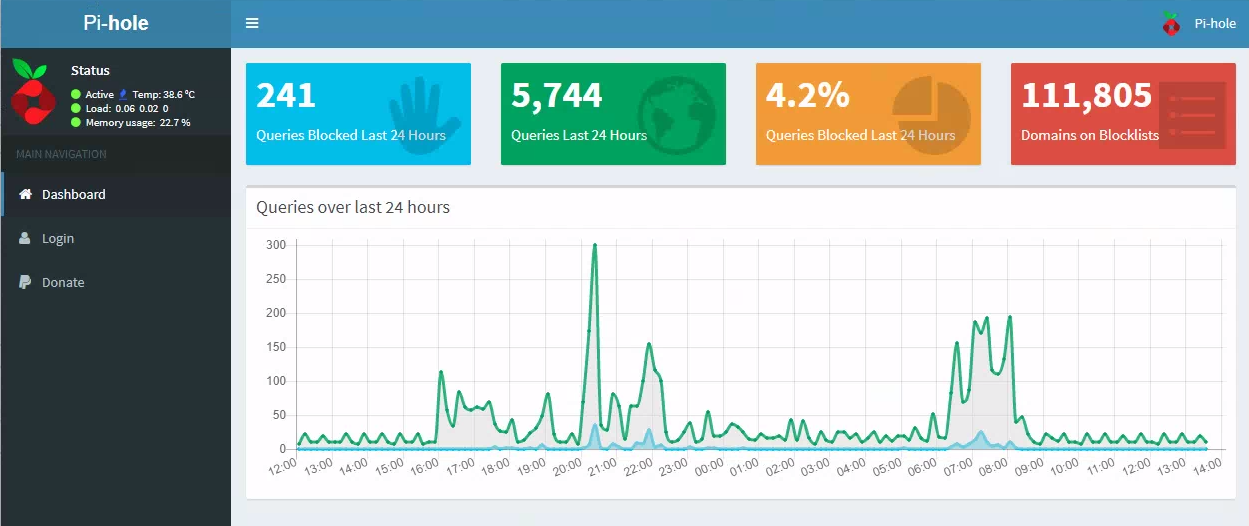 Pi-hole
Pi-hole
Status
Active Temp: 38.6 ºC
Load: 0.06 0.02 0
Memory usage: 22.7 %
MAIN NAVIGATION
Dashboard
Login
Donate
241
Queries Blocked Last 24 Hours
5,744
Queries Last 24 Hours
4.2%
Queries Blocked Last 24 Hours
111,805
Domains on Blocklists
Queries over last 24 hours
300
250
200
150
100
50
0
12:00 13:00 14:00 15:00 16:00 17:00 18:00 19:00 20:00 21:00 22:00 23:00 00:00 01:00 02:00 03:00 04:00 05:00 06:00 07:00 08:00 09:00 10:00 11:00 12:00 13:00 14:00